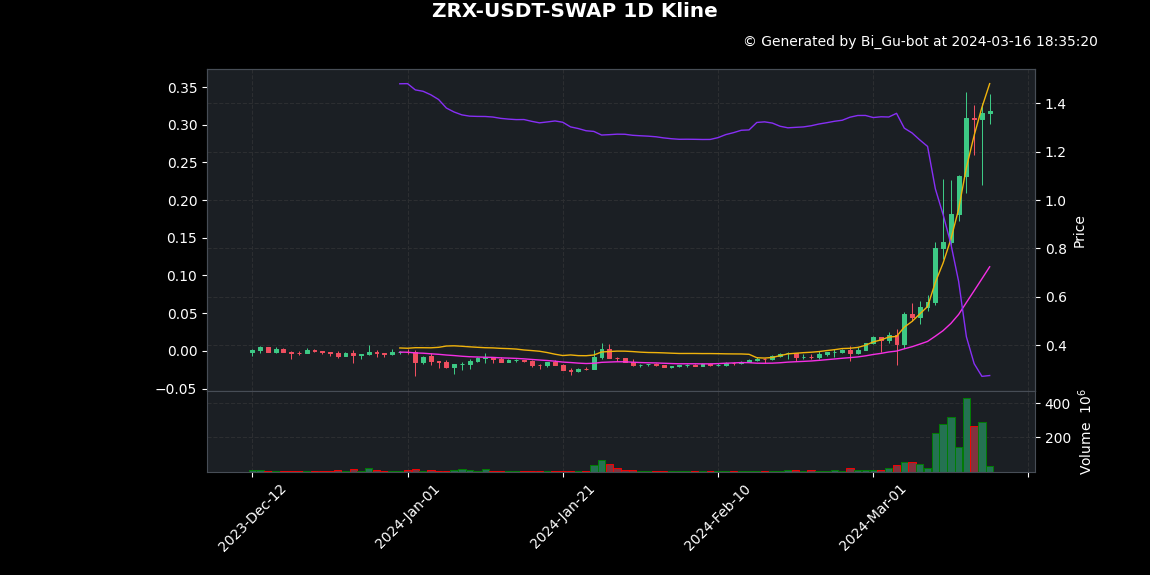 ZRX-USDT-SWAP 1D Kline
© Generated by Bi_Gu-bot at 2024-03-16 18:35:20
0.35
0.30
0.25
0.20
0.15
0.10
0.05
0.00
−0.05
1.4
1.2
1.0
0.8
0.6
0.4
Price
400
200
Volume 10^6
2023-Dec-12
2024-Jan-01
2024-Jan-21
2024-Feb-10
2024-Mar-01